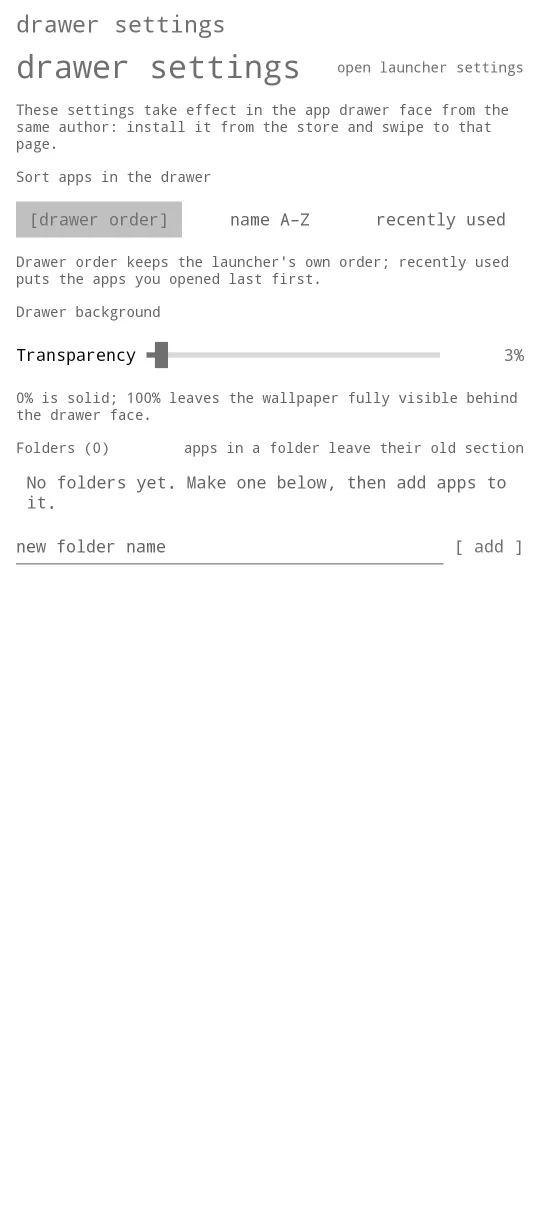 drawer settings
drawer settings
open launcher settings
These settings take effect in the app drawer face from the
same author: install it from the store and swipe to that
page.
Sort apps in the drawer
[drawer order]
name A–Z
recently used
Drawer order keeps the launcher's own order; recently used
puts the apps you opened last first.
Drawer background
Transparency
3%
0% is solid; 100% leaves the wallpaper fully visible behind
the drawer face.
Folders (0)
apps in a folder leave their old section
No folders yet. Make one below, then add apps to
it.
new folder name
[ add ]